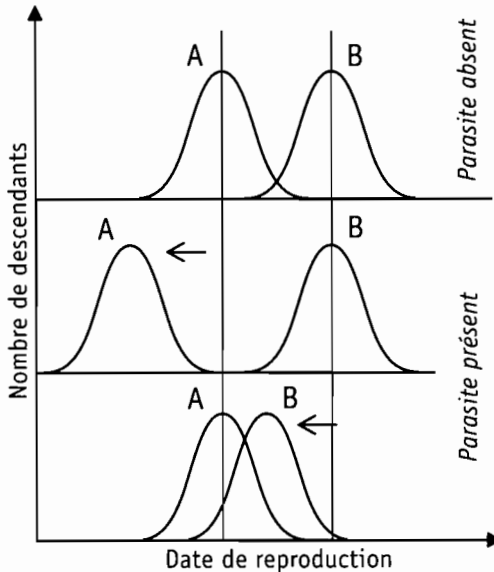 A
B
Parasite absent
A
B
Nombre de descendants
A
B
Parasite présent
Date de reproduction